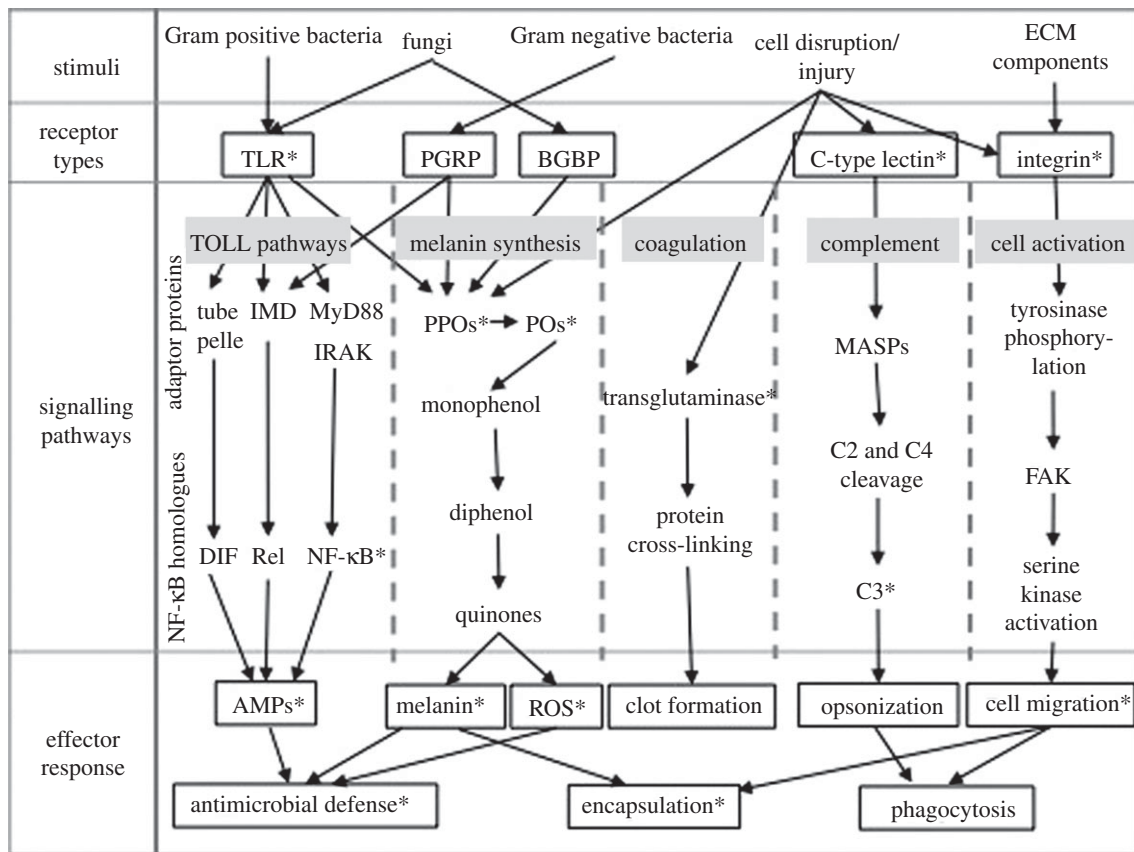 stimuli
Gram positive bacteria
fungi
Gram negative bacteria
cell disruption/
injury
ECM
components
receptor
types
TLR*
PGRP
BGBP
C-type lectin*
integrin*
signalling
pathways
adaptor proteins
NF-κB homologues
TOLL pathways
melanin synthesis
coagulation
complement
cell activation
tube
pelle
IMD
MyD88
IRAK
PPOs*
POs*
tyrosinase
phosphory-
lation
MASPs
monophenol
transglutaminase*
C2 and C4
cleavage
FAK
diphenol
protein
cross-linking
DIF
Rel
NF-κB*
C3*
serine
kinase
activation
quinones
effector
response
AMPs*
melanin*
ROS*
clot formation
opsonization
cell migration*
antimicrobial defense*
encapsulation*
phagocytosis